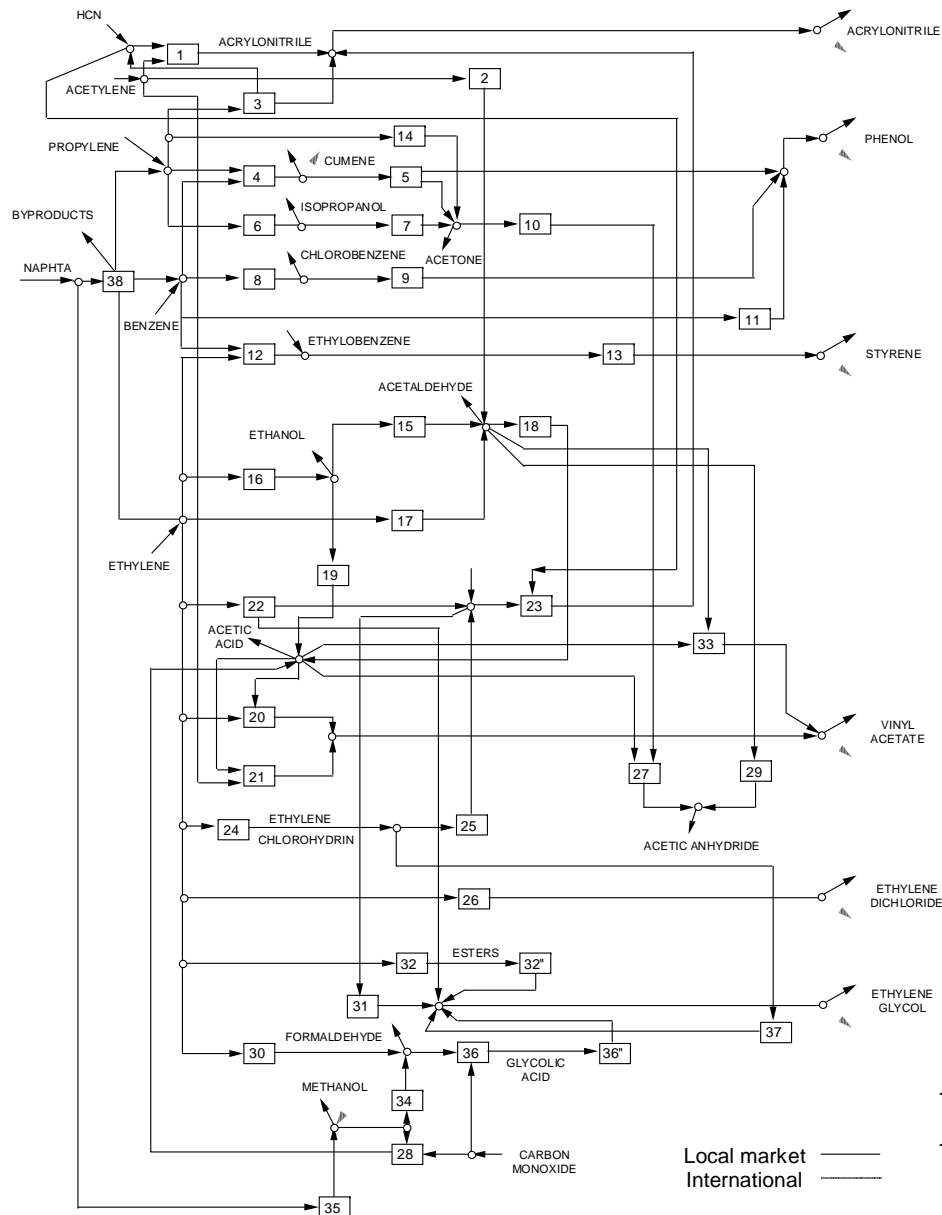 HCN
ACRYLONITRILE
ACRYLONITRILE
1
ACETYLENE
2
3
14
PROPYLENE
CUMENE
PHENOL
4
5
BYPRODUCTS
ISOPROPANOL
6
7
10
ACETONE
NAPHTA
38
CHLOROBENZENE
8
9
BENZENE
11
ETHYLOBENZENE
12
13
STYRENE
ACETALDEHYDE
15
18
ETHANOL
16
17
ETHYLENE
19
22
23
ACETIC
ACID
33
20
VINYL
ACETATE
21
27
29
24
ETHYLENE
CHLOROHYDRIN
25
ACETIC ANHYDRIDE
26
ETHYLENE
DICHLORIDE
32
ESTERS
32"
31
ETHYLENE
GLYCOL
37
FORMALDEHYDE
30
36
GLYCOLIC
ACID
36"
METHANOL
34
28
CARBON
MONOXIDE
Local market
International
35